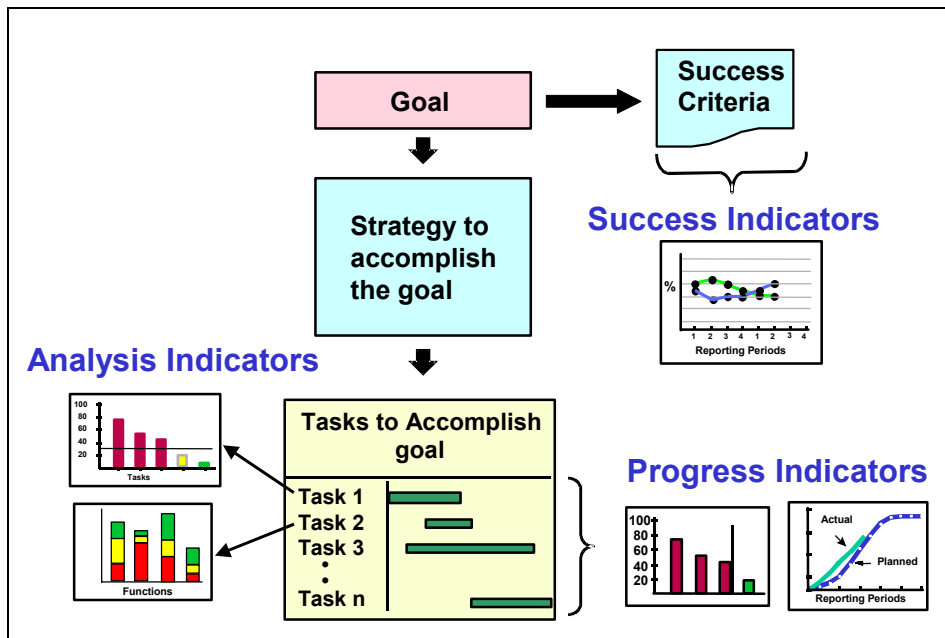 Goal
Success
Criteria
Strategy to
accomplish
the goal
Success Indicators
%
1 2 3 4 1 2 3 4
Reporting Periods
Analysis Indicators
100
80
60
40
20
Tasks
Functions
Tasks to Accomplish
goal
Task 1
Task 2
Task 3
Task n
Progress Indicators
100
80
60
40
20
Actual
Planned
Reporting Periods